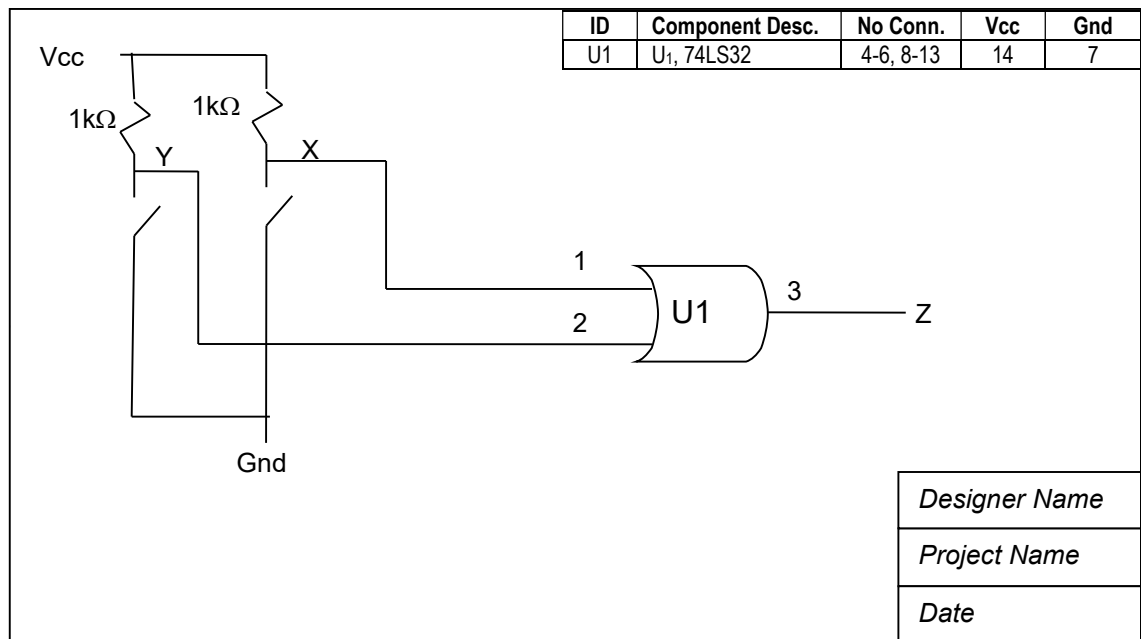 ID Component Desc. No Conn. Vcc Gnd
U1 U₁, 74LS32 4-6, 8-13 14 7
Vcc
1kΩ
1kΩ
Y
X
1
2
U1
3
Z
Gnd
Designer Name
Project Name
Date